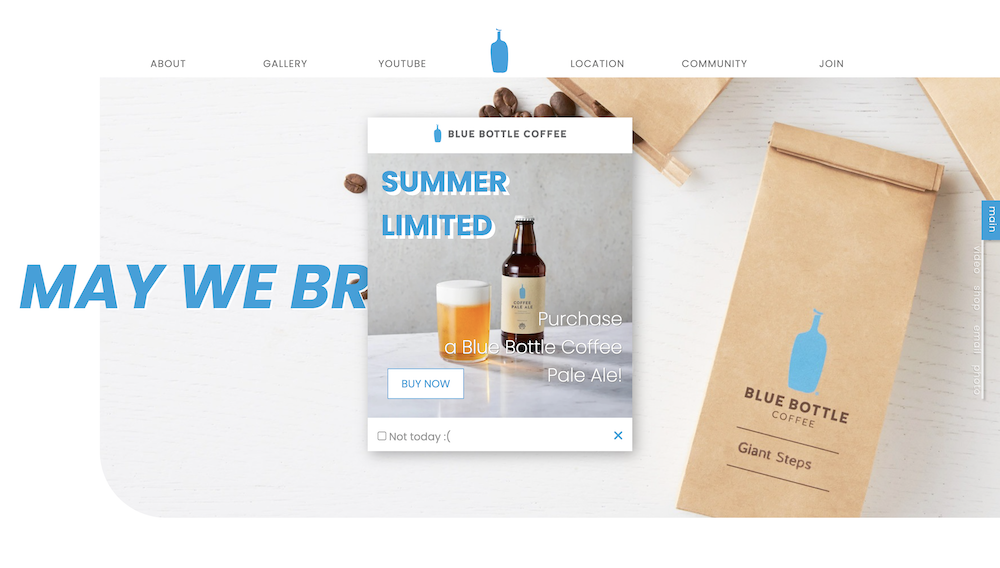 ABOUT
GALLERY
YOUTUBE
LOCATION
COMMUNITY
JOIN
BLUE BOTTLE COFFEE
SUMMER
LIMITED
COFFEE
PALE ALE
Purchase
a Blue Bottle Coffee
Pale Ale!
BUY NOW
Not today :(
MAY WE BR
main
video
shop
email
photo
BLUE BOTTLE
COFFEE
Giant Steps